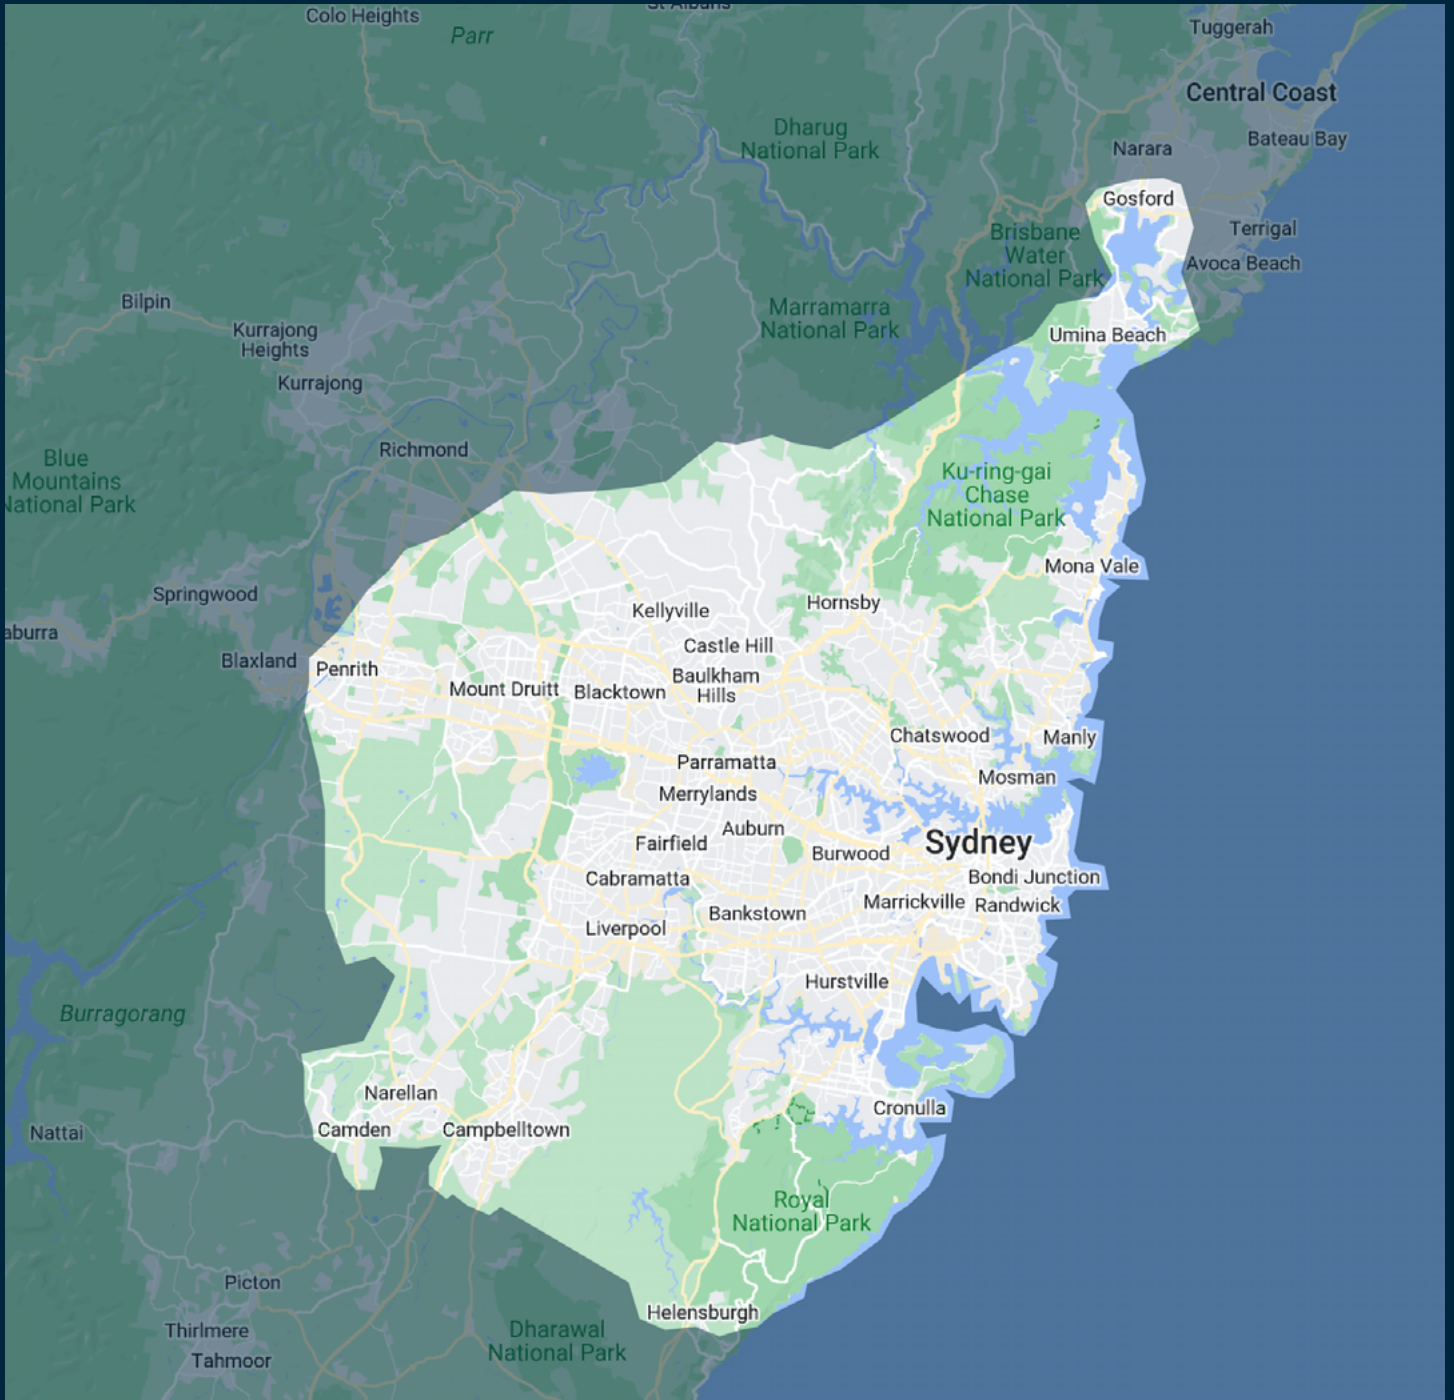 St Albans
Colo Heights
Parr
Tuggerah
Central Coast
Dharug
National Park
Bateau Bay
Narara
Gosford
Terrigal
Brisbane
Water
National Park
Avoca Beach
Bilpin
Marramarra
National Park
Kurrajong
Heights
Umina Beach
Kurrajong
Richmond
Blue
Mountains
National Park
Ku-ring-gai
Chase
National Park
Mona Vale
Springwood
Hornsby
Kellyville
aburra
Castle Hill
Blaxland
Penrith
Baulkham
Hills
Mount Druitt
Blacktown
Chatswood
Manly
Parramatta
Mosman
Merrylands
Auburn
Sydney
Fairfield
Burwood
Cabramatta
Bondi Junction
Marrickville
Randwick
Bankstown
Liverpool
Hurstville
Burragorang
Narellan
Cronulla
Camden
Campbelltown
Nattai
Royal
National Park
Picton
Helensburgh
Thirlmere
Dharawal
National Park
Tahmoor